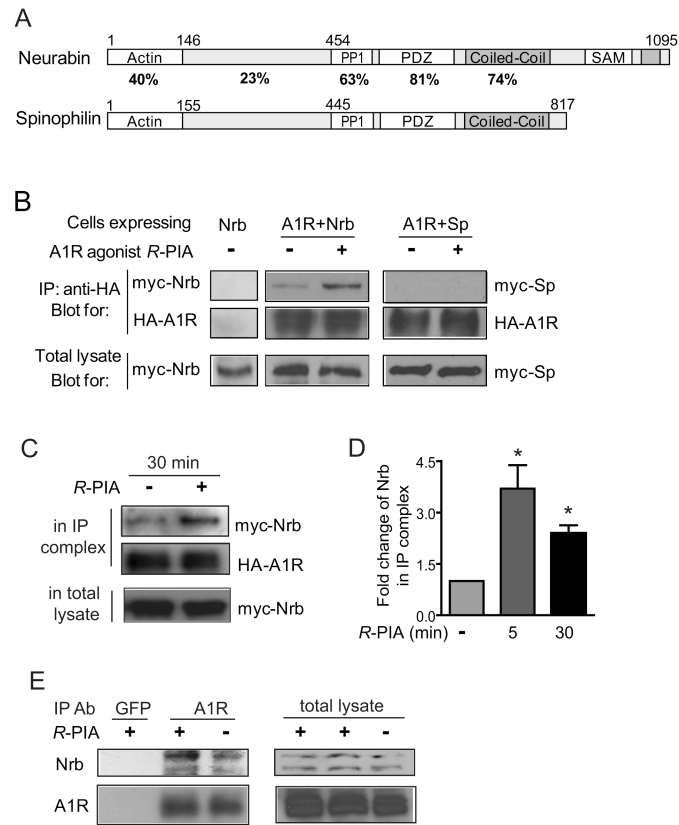 A
1 146 454 1095
Neurabin Actin PP1 PDZ Coiled-Coil SAM
40% 23% 63% 81% 74%
1 155 445 817
Spinophilin Actin PP1 PDZ Coiled-Coil
B
Cells expressing Nrb A1R+Nrb A1R+Sp
A1R agonist R-PIA - - + - +
IP: anti-HA
Blot for:
myc-Nrb myc-Sp
HA-A1R HA-A1R
Total lysate
Blot for:
myc-Nrb myc-Sp
C
30 min
R-PIA - +
in IP
complex
myc-Nrb
HA-A1R
in total
lysate
myc-Nrb
D
Fold change of Nrb
in IP complex
4.5
3.0
1.5
0.0
* *
R-PIA (min) - 5 30
E
IP Ab GFP A1R total lysate
R-PIA + + - + + -
Nrb
A1R